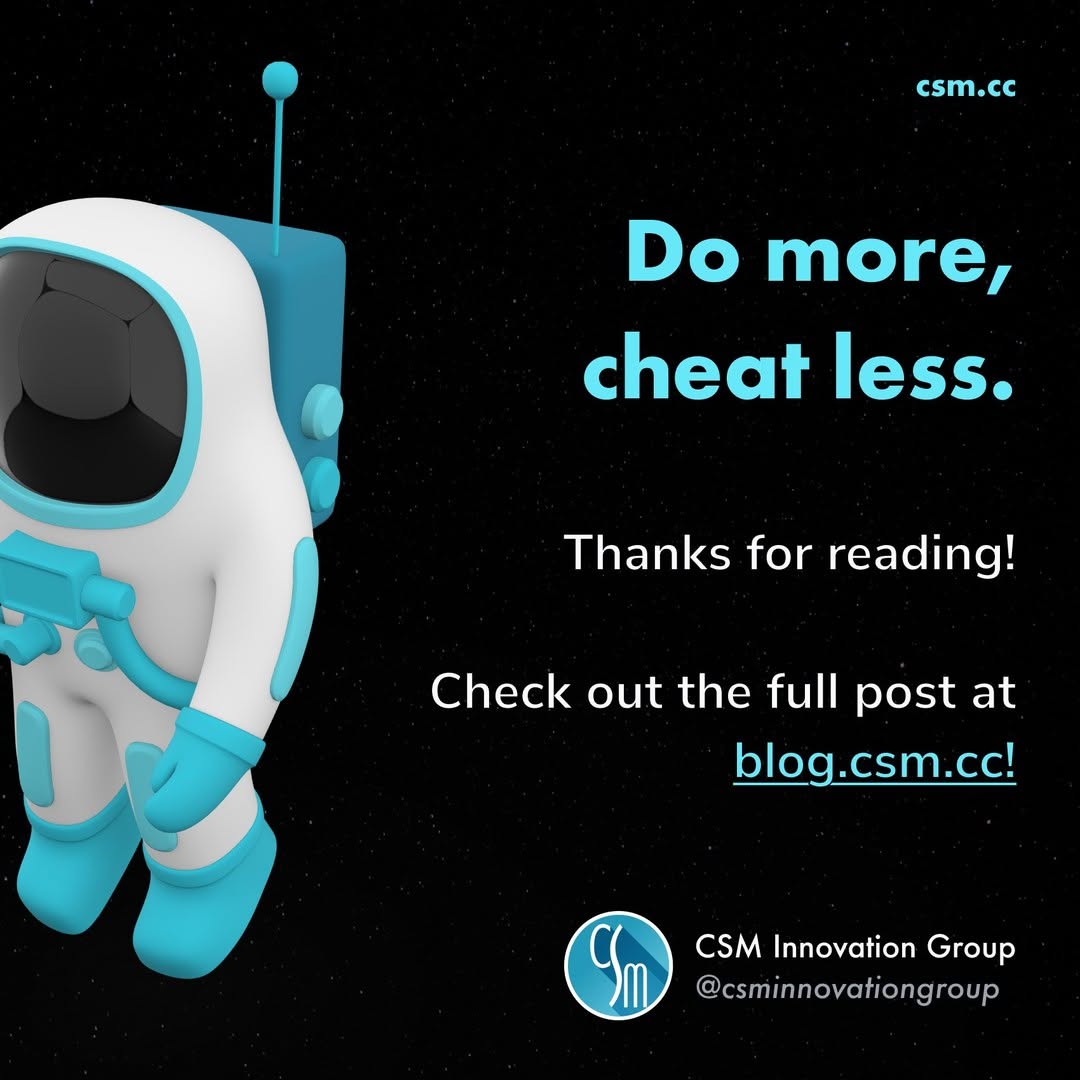 csm.cc
Do more,
cheat less.
Thanks for reading!
Check out the full post at
blog.csm.cc!
CSM
CSM Innovation Group
@csminnovationgroup